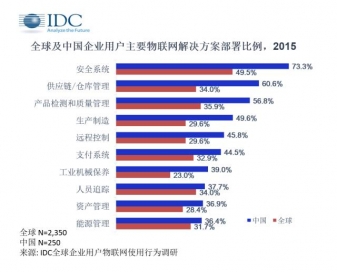 IDC
Analyze the Future
全球及中国企业用户主要物联网解决方案部署比例，2015
安全系统 73.3%
49.5%
供应链/仓库管理 60.6%
34.0%
产品检测和质量管理 56.8%
35.9%
生产制造 49.6%
29.6%
远程控制 45.8%
29.6%
支付系统 44.5%
32.9%
工业机械保养 39.0%
23.0%
人员追踪 37.7%
34.0%
资产管理 36.9%
28.4%
能源管理 36.4%
31.7%
中国 全球
全球 N=2,350
中国 N=250
来源: IDC全球企业用户物联网使用行为调研